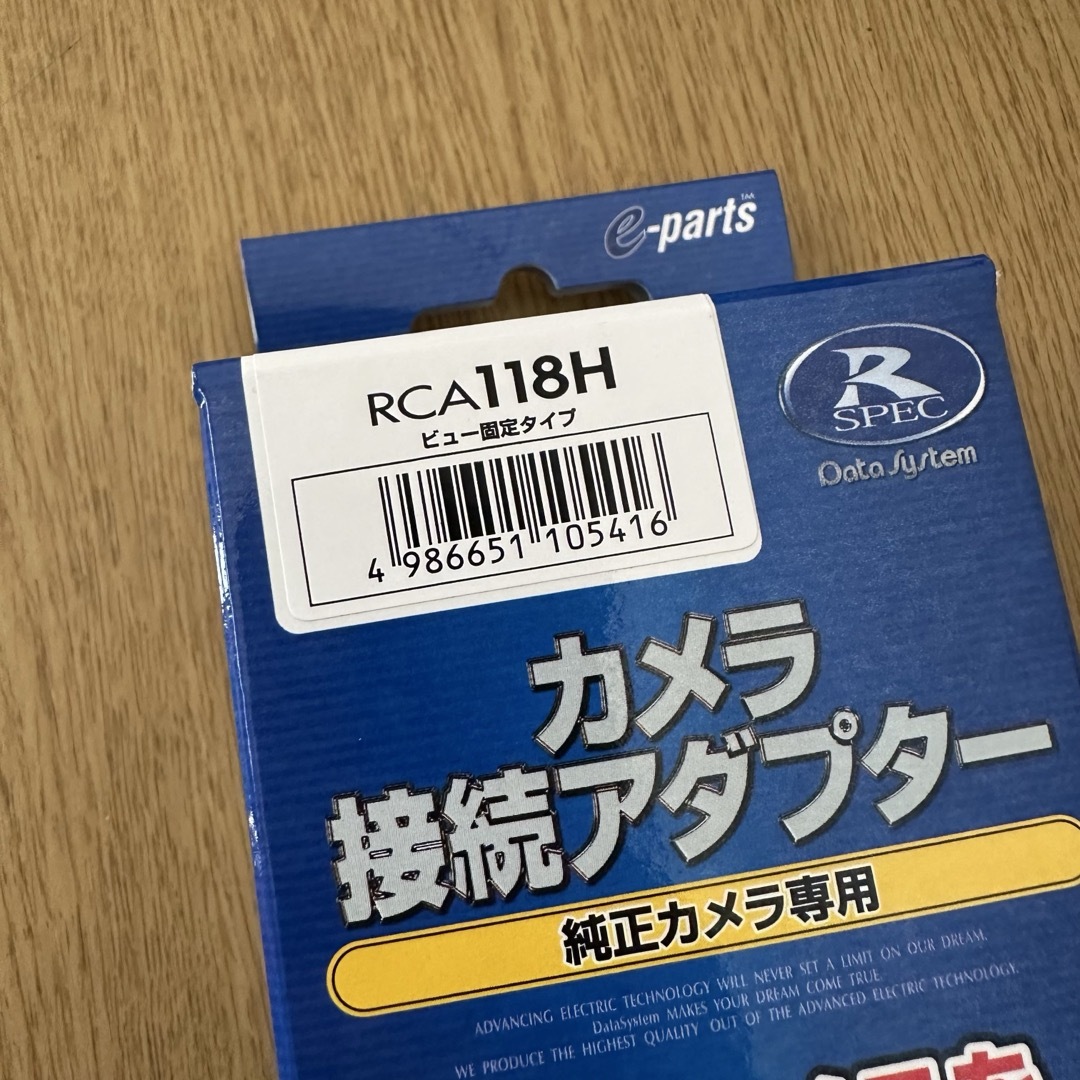 e-parts™
RCA118H
ビュー固定タイプ
4 986651 105416
R
SPEC
Data System
カメラ
接続アダプター
純正カメラ専用
ADVANCING ELECTRIC TECHNOLOGY WILL NEVER SET A LIMIT ON OUR DREAM.
DataSystem MAKES YOUR DREAM COME TRUE
WE PRODUCE THE HIGHEST QUALITY OUT OF THE ADVANCED ELECTRIC TECHNOLOGY.